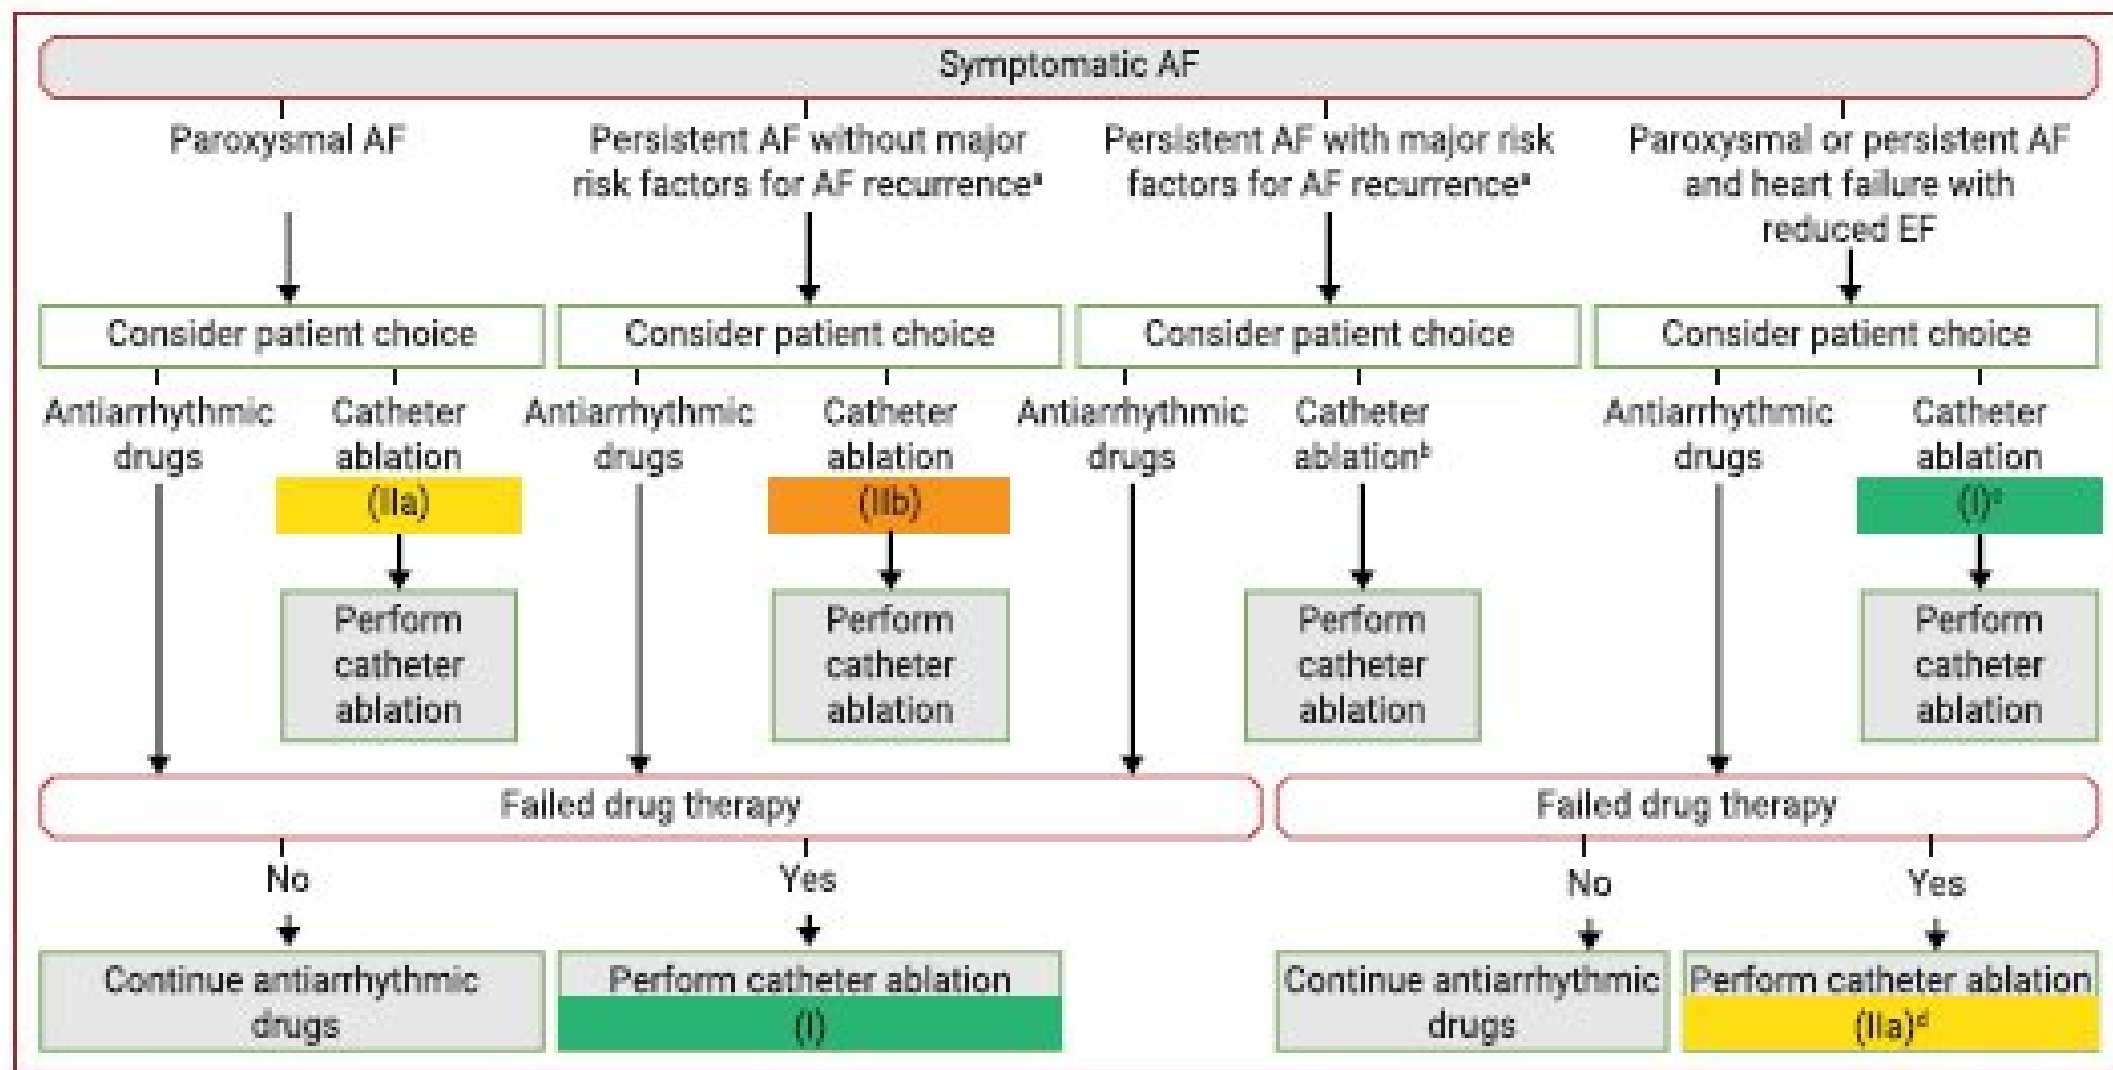 Symptomatic AF
Paroxysmal AF
Persistent AF without major
risk factors for AF recurrenceª
Persistent AF with major risk
factors for AF recurrenceª
Paroxysmal or persistent AF
and heart failure with
reduced EF
Consider patient choice
Consider patient choice
Consider patient choice
Consider patient choice
Antiarrhythmic
drugs
Catheter
ablation
(IIa)
Antiarrhythmic
drugs
Catheter
ablation
(IIb)
Antiarrhythmic
drugs
Catheter
ablationᵇ
Antiarrhythmic
drugs
Catheter
ablation
(I)ᶜ
Perform
catheter
ablation
Perform
catheter
ablation
Perform
catheter
ablation
Perform
catheter
ablation
Failed drug therapy
Failed drug therapy
No
Yes
No
Yes
Continue antiarrhythmic
drugs
Perform catheter ablation
(I)
Continue antiarrhythmic
drugs
Perform catheter ablation
(IIa)ᵈ